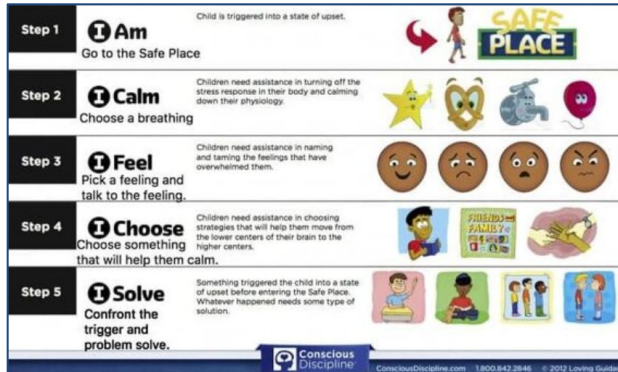 Step 1
I Am
Go to the Safe Place
Child is triggered into a state of upset.
SAFE
PLACE
Step 2
I Calm
Choose a breathing
Children need assistance in turning off the
stress response in their body and calming
down their physiology.
Step 3
I Feel
Pick a feeling and
talk to the feeling.
Children need assistance in naming
and taming the feelings that have
overwhelmed them.
Step 4
I Choose
Choose something
that will help them calm.
Children need assistance in choosing
strategies that will help them move from
the lower centers of their brain to the
higher centers.
FRIENDS and
FAMILY
Step 5
I Solve
Confront the
trigger and
problem solve.
Something triggered the child into a state
of upset before entering the Safe Place.
Whatever happened needs some type of
solution.
Conscious
Discipline
ConsciousDiscipline.com 1.800.842.2846 © 2012 Loving Guidan